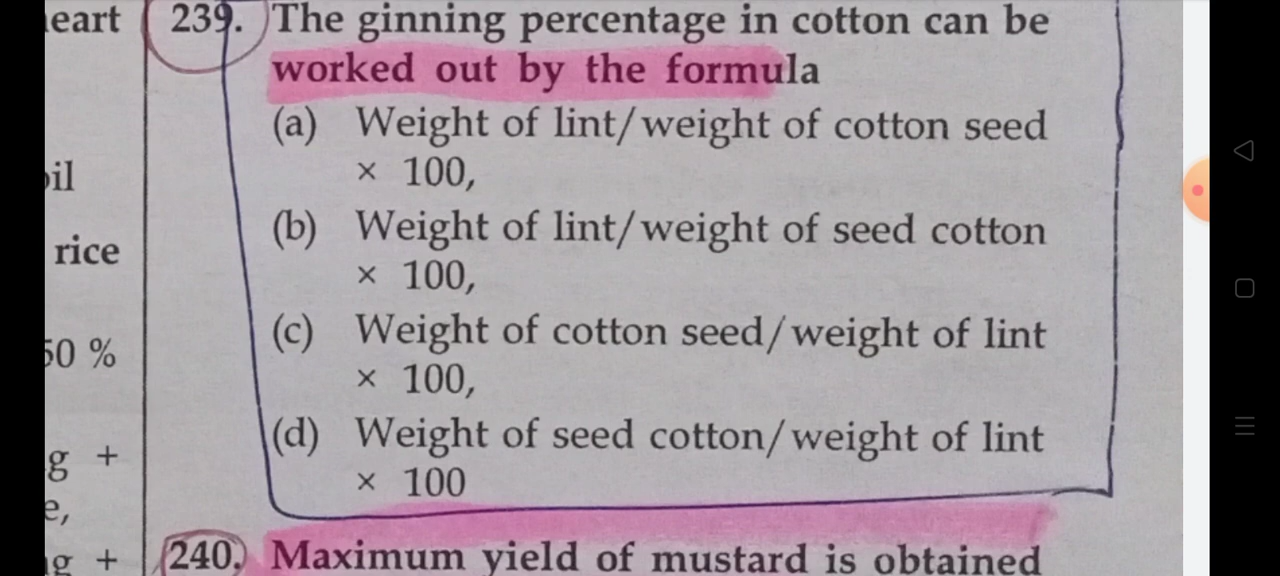 eart
239. The ginning percentage in cotton can be
worked out by the formula
(a) Weight of lint/weight of cotton seed
× 100,
(b) Weight of lint/weight of seed cotton
× 100,
(c) Weight of cotton seed/weight of lint
× 100,
(d) Weight of seed cotton/weight of lint
× 100
240. Maximum yield of mustard is obtained
oil
rice
50 %
g +
e,
g +